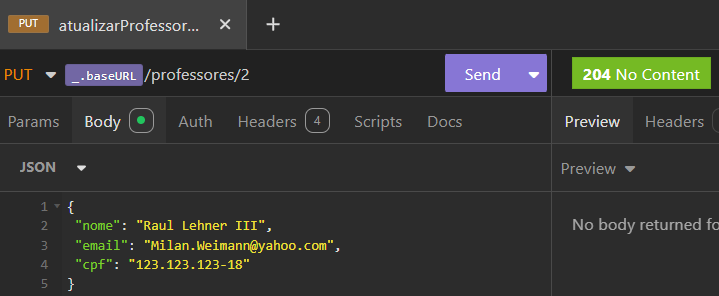 PUT atualizarProfessor...
PUT _.baseURL/professores/2 Send 204 No Content
Params Body Auth Headers 4 Scripts Docs Preview Headers
JSON Preview
1 {
2 "nome": "Raul Lehner III",
3 "email": "Milan.Weimann@yahoo.com",
4 "cpf": "123.123.123-18"
5 }
No body returned fo